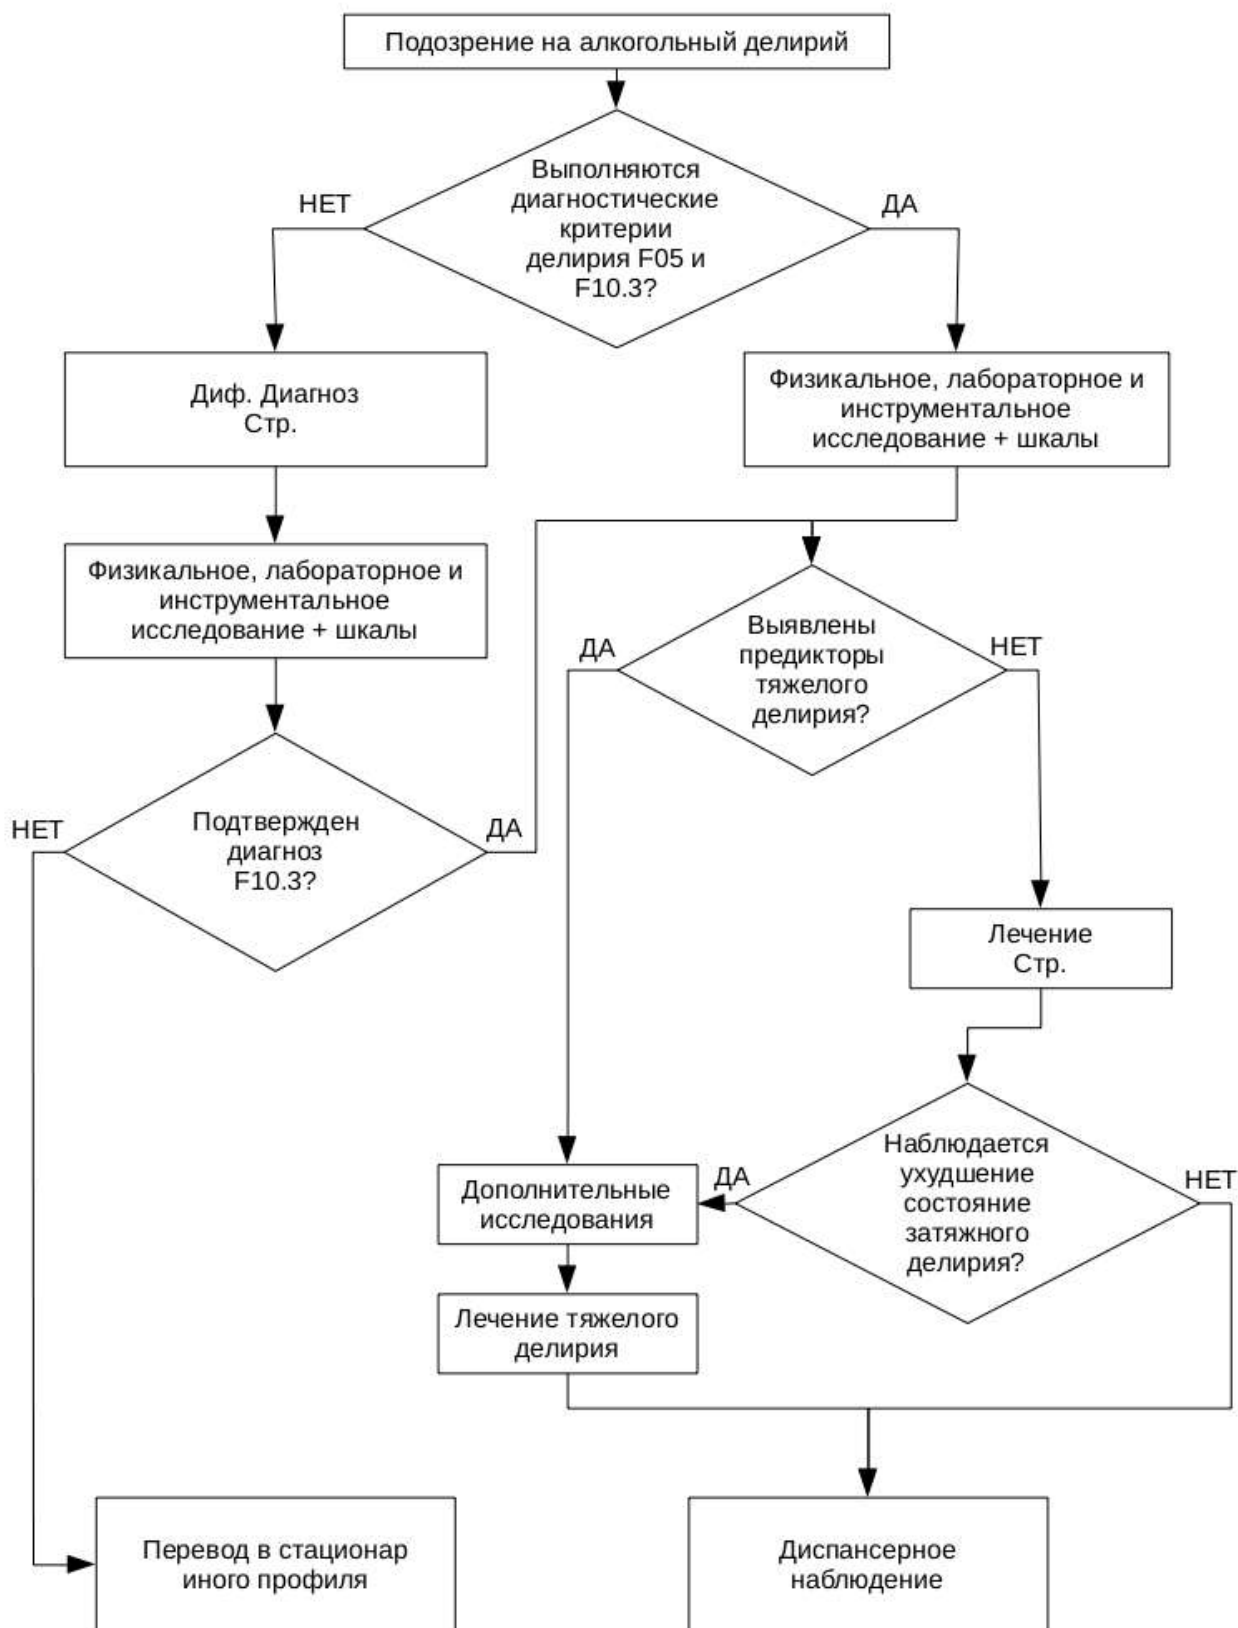 Подозрение на алкогольный делирий
Выполняются
диагностические
критерии
делирия F05 и
F10.3?
НЕТ
ДА
Диф. Диагноз
Стр.
Физикальное, лабораторное и
инструментальное
исследование + шкалы
Физикальное, лабораторное и
инструментальное
исследование + шкалы
Выявлены
предикторы
тяжелого
делирия?
ДА
НЕТ
Подтвержден
диагноз
F10.3?
НЕТ
ДА
Лечение
Стр.
Наблюдается
ухудшение
состояние
затяжного
делирия?
ДА
НЕТ
Дополнительные
исследования
Лечение тяжелого
делирия
Перевод в стационар
иного профиля
Диспансерное
наблюдение